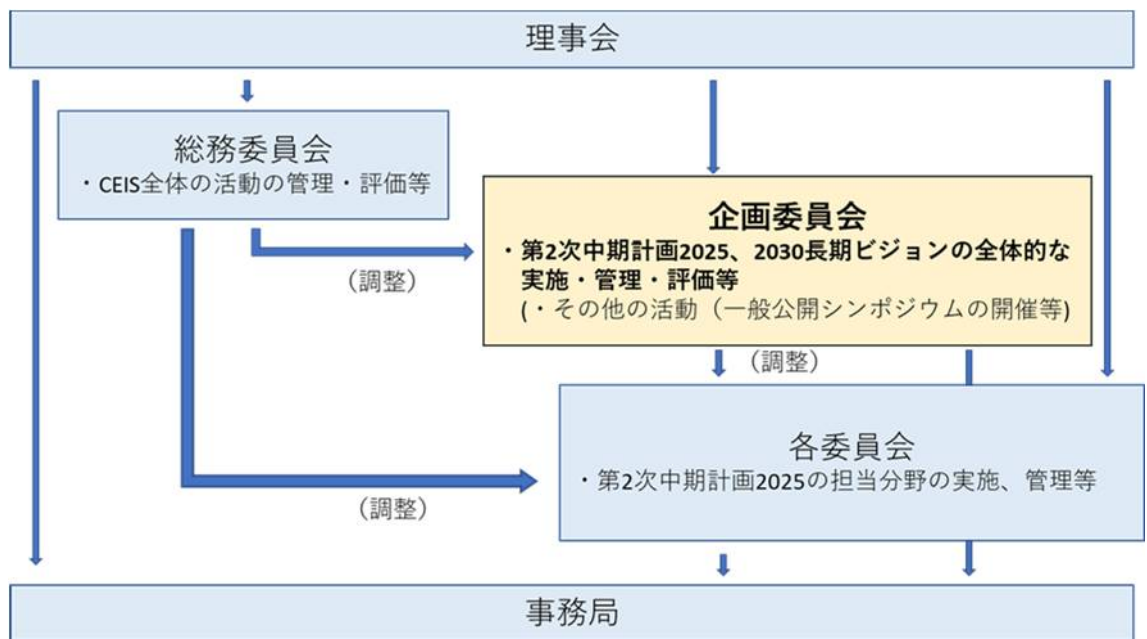 理事会
総務委員会
・CEIS全体の活動の管理・評価等
企画委員会
・第2次中期計画2025、2030長期ビジョンの全体的な
実施・管理・評価等
(・その他の活動（一般公開シンポジウムの開催等)
（調整）
（調整）
各委員会
・第2次中期計画2025の担当分野の実施、管理等
（調整）
事務局